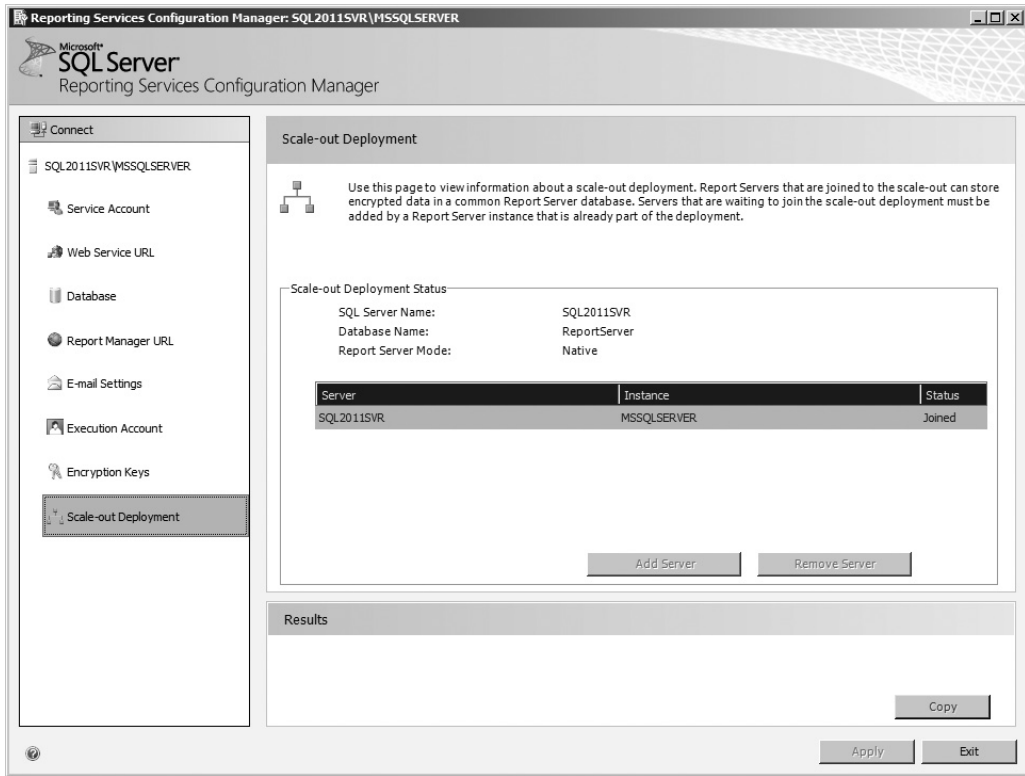 Reporting Services Configuration Manager: SQL2011SVR\MSSQLSERVER
Microsoft®
SQL Server
Reporting Services Configuration Manager
Connect
SQL2011SVR\MSSQLSERVER
Service Account
Web Service URL
Database
Report Manager URL
E-mail Settings
Execution Account
Encryption Keys
Scale-out Deployment
Scale-out Deployment
Use this page to view information about a scale-out deployment. Report Servers that are joined to the scale-out can store
encrypted data in a common Report Server database. Servers that are waiting to join the scale-out deployment must be
added by a Report Server instance that is already part of the deployment.
Scale-out Deployment Status
SQL Server Name: SQL2011SVR
Database Name: ReportServer
Report Server Mode: Native
Server Instance Status
SQL2011SVR MSSQLSERVER Joined
Add Server Remove Server
Results
Copy
Apply Exit